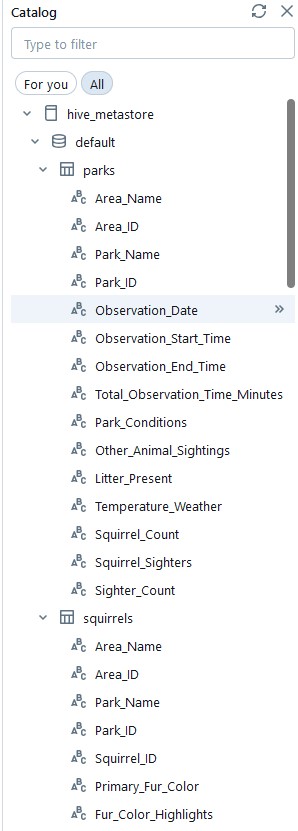 Catalog
Type to filter
For you All
hive_metastore
default
parks
Area_Name
Area_ID
Park_Name
Park_ID
Observation_Date
Observation_Start_Time
Observation_End_Time
Total_Observation_Time_Minutes
Park_Conditions
Other_Animal_Sightings
Litter_Present
Temperature_Weather
Squirrel_Count
Squirrel_Sighters
Sighter_Count
squirrels
Area_Name
Area_ID
Park_Name
Park_ID
Squirrel_ID
Primary_Fur_Color
Fur_Color_Highlights